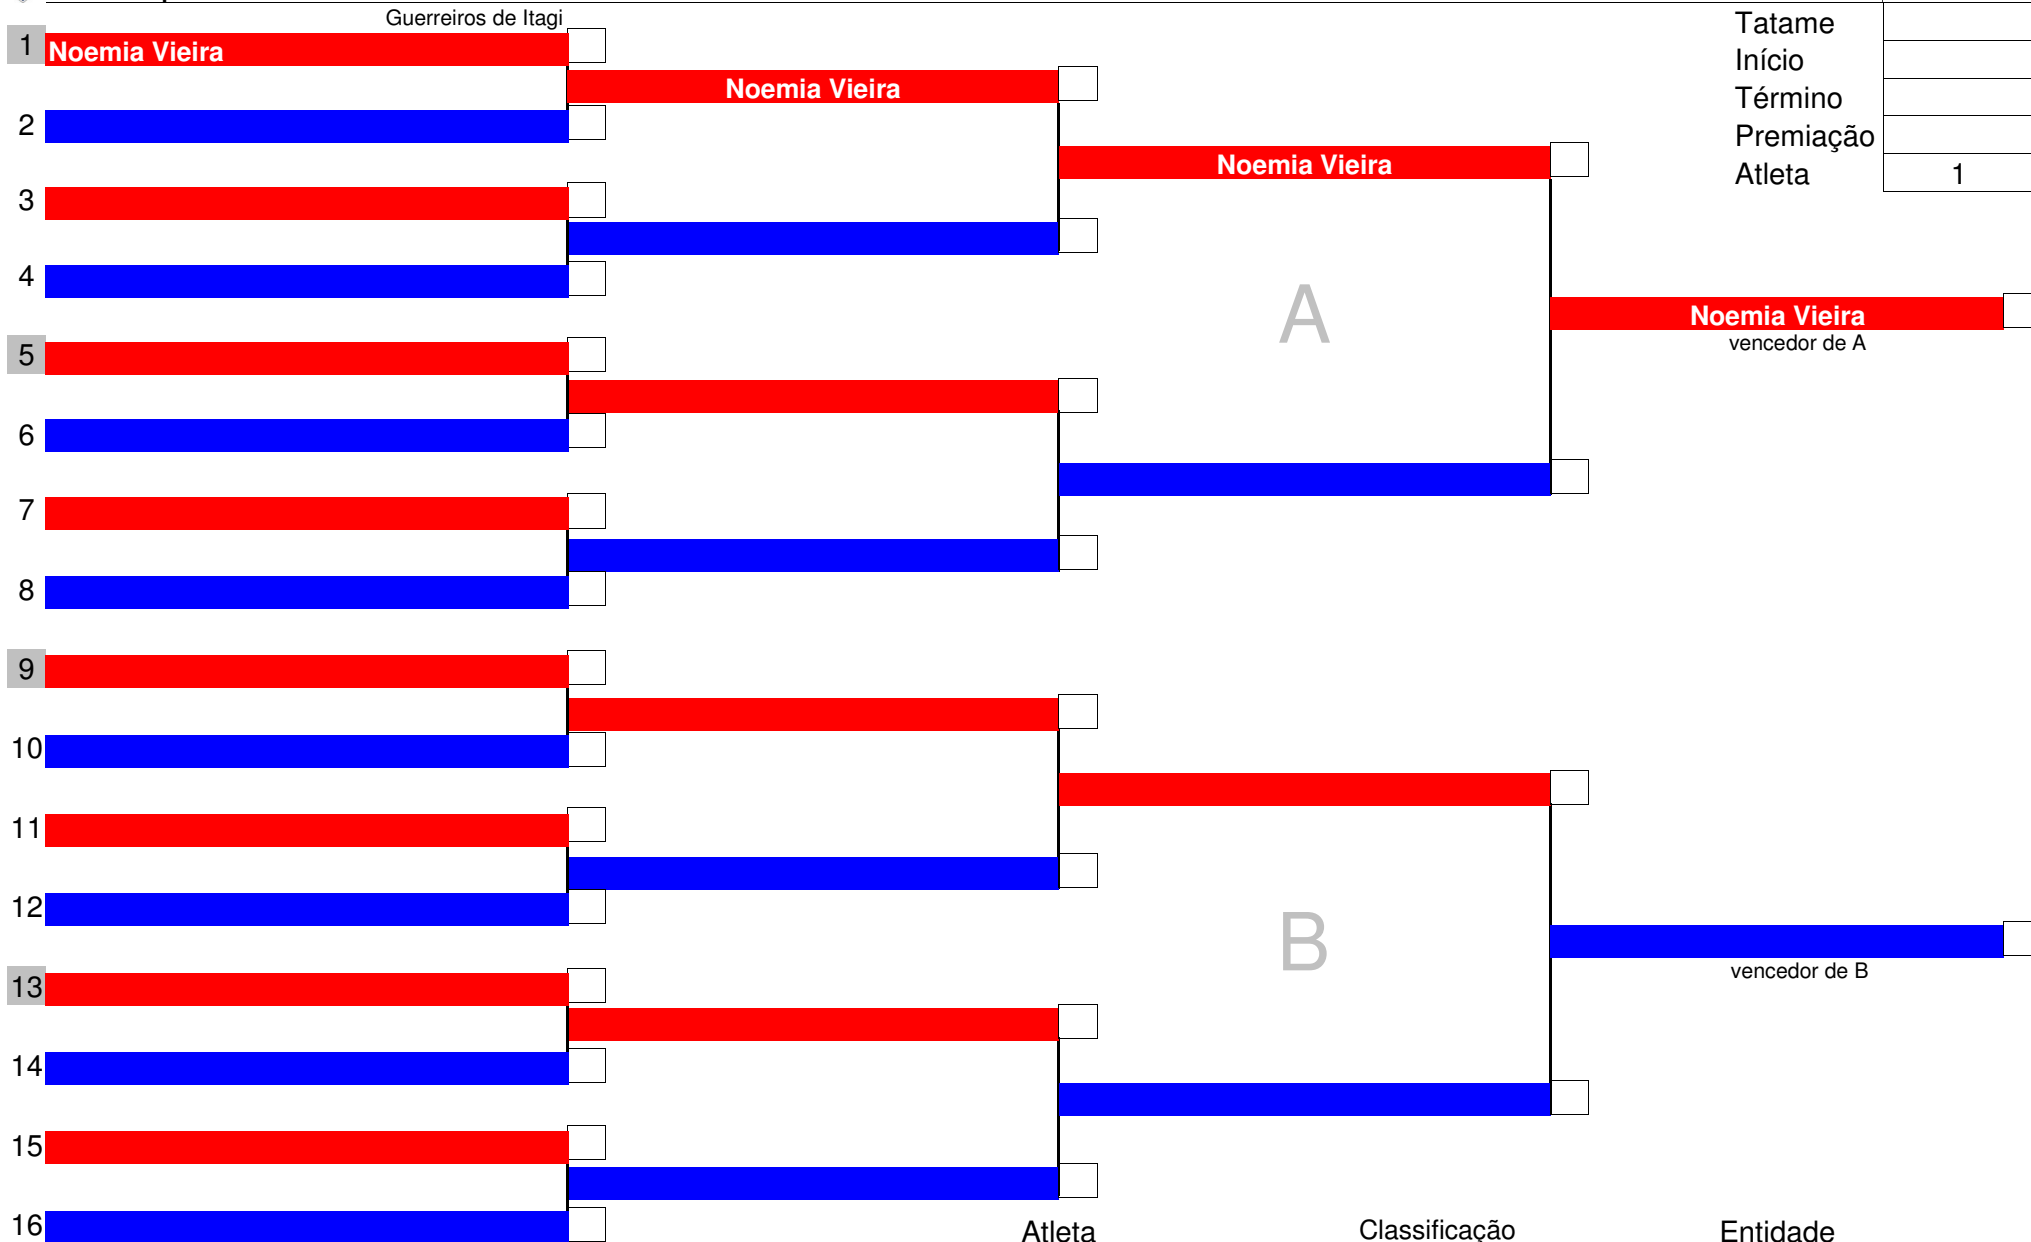 Guerreiros de Itagi
Tatame
1 Noemia Vieira
Início
Noemia Vieira
Término
2
Premiação
Noemia Vieira
Atleta 1
3
4
A
Noemia Vieira
vencedor de A
5
6
7
8
9
10
11
12
B
vencedor de B
13
14
15
16
Atleta Classificação Entidade